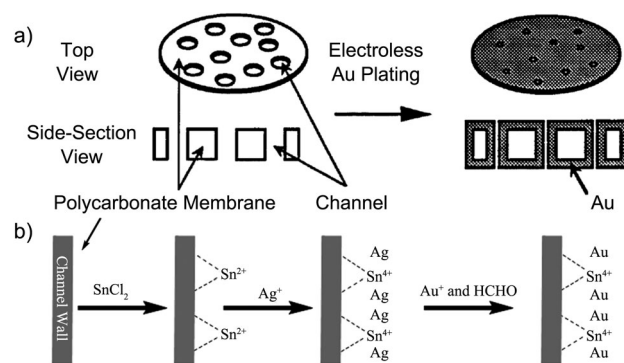 a)
Top
View
Electroless
Au Plating
Side-Section
View
Polycarbonate Membrane
Channel
Au
b)
Channel Wall
SnCl2
Sn2+
Sn2+
Ag+
Ag
Sn4+
Ag
Ag
Sn4+
Ag
Au+ and HCHO
Au
Sn4+
Au
Au
Sn4+
Au